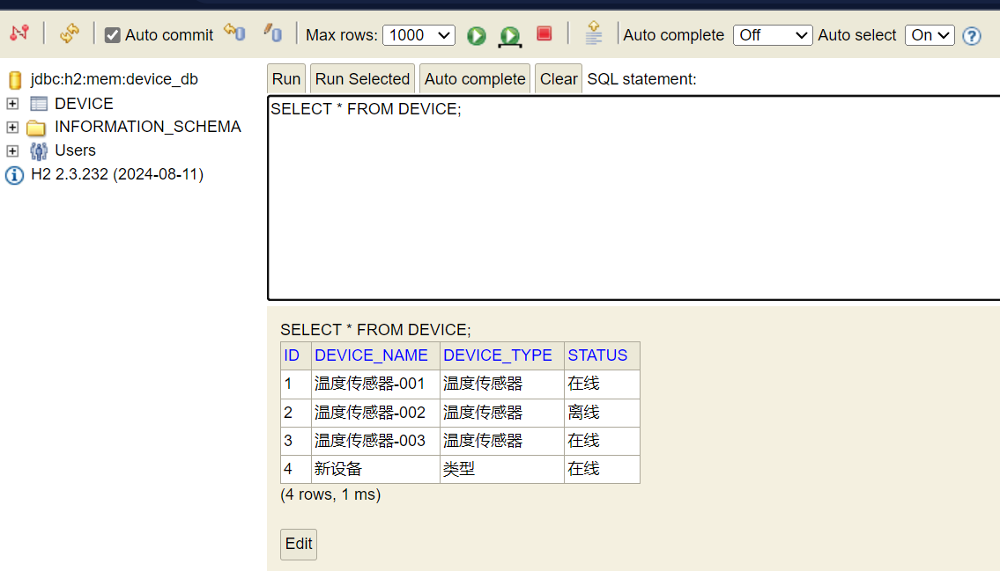 Auto commit Max rows: 1000 Auto complete Off Auto select On
jdbc:h2:mem:device_db
DEVICE
INFORMATION_SCHEMA
Users
H2 2.3.232 (2024-08-11)
Run Run Selected Auto complete Clear SQL statement:
SELECT * FROM DEVICE;
SELECT * FROM DEVICE;
ID DEVICE_NAME DEVICE_TYPE STATUS
1 温度传感器-001 温度传感器 在线
2 温度传感器-002 温度传感器 离线
3 温度传感器-003 温度传感器 在线
4 新设备 类型 在线
(4 rows, 1 ms)
Edit